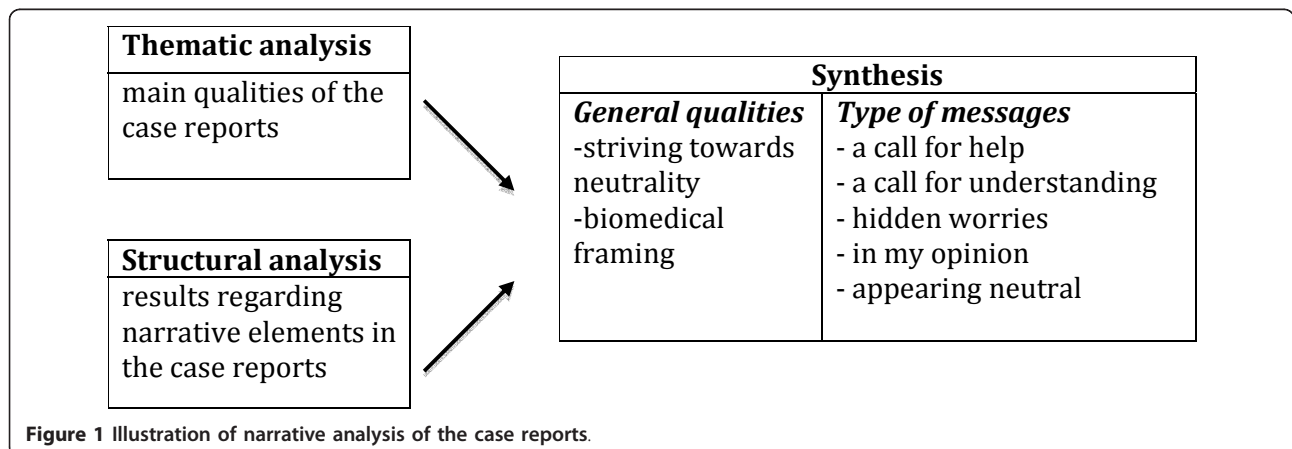 Thematic analysis
main qualities of the
case reports
Structural analysis
results regarding
narrative elements in
the case reports
Synthesis
General qualities
-striving towards
neutrality
-biomedical
framing
Type of messages
- a call for help
- a call for understanding
- hidden worries
- in my opinion
- appearing neutral
Figure 1 Illustration of narrative analysis of the case reports.